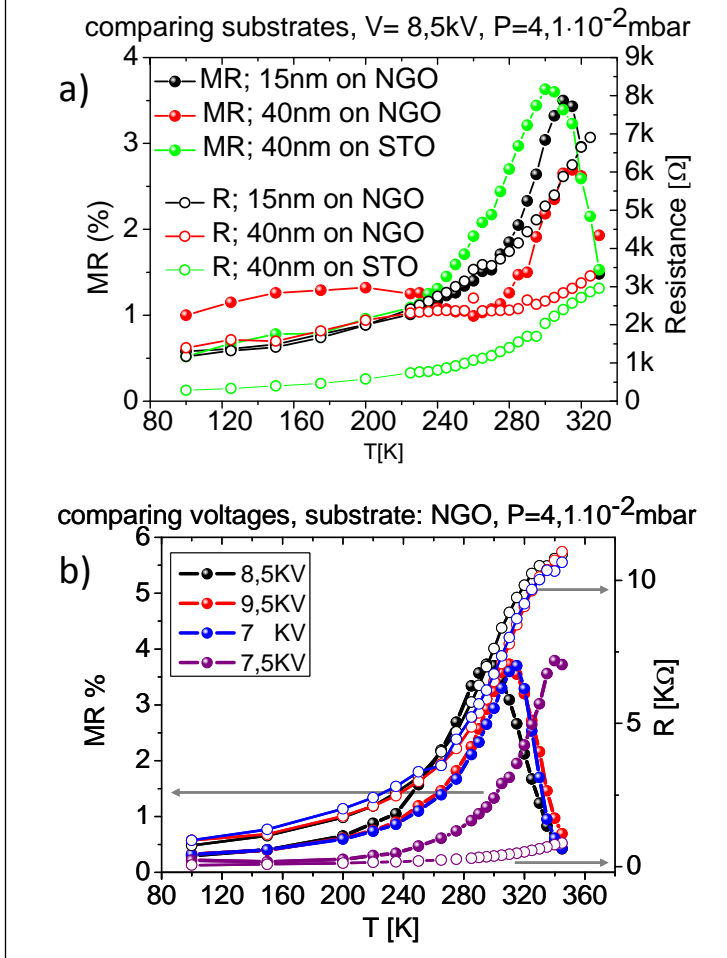 comparing substrates, V= 8,5kV, P=4,1·10-2mbar
a)
MR; 15nm on NGO
MR; 40nm on NGO
MR; 40nm on STO
R; 15nm on NGO
R; 40nm on NGO
R; 40nm on STO
MR (%)
4
3
2
1
0
Resistance [Ω]
9k
8k
7k
6k
5k
4k
3k
2k
1k
0
80 120 160 200 240 280 320
T[K]
comparing voltages, substrate: NGO, P=4,1·10-2mbar
b)
8,5KV
9,5KV
7 KV
7,5KV
MR %
6
5
4
3
2
1
0
R [KΩ]
10
5
0
80 120 160 200 240 280 320 360
T [K]